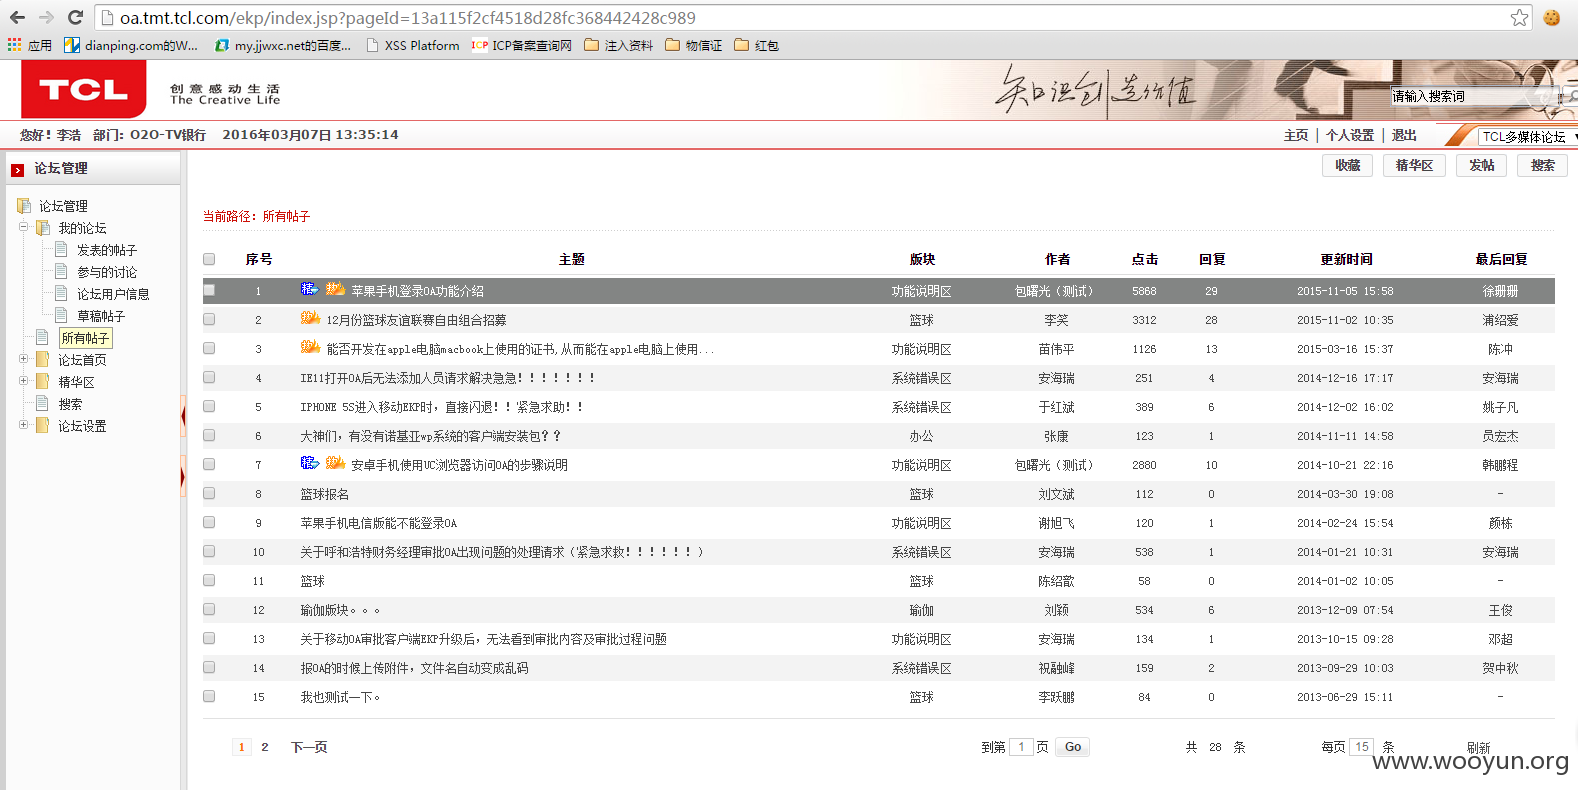 oa.tmt.tcl.com/ekp/index.jsp?pageId=13a115f2cf4518d28fc368442428c989
应用 dianping.com的W... my.jjwxc.net的百度... XSS Platform ICP ICP备案查询网 注入资料 物信证 红包
TCL 创意感动生活
The Creative Life
知识创造价值
请输入搜索词
您好！李浩 部门：O2O-TV银行 2016年03月07日 13:35:14 主页 | 个人设置 | 退出 TCL多媒体论坛
论坛管理 收藏 精华区 发帖 搜索
论坛管理
我的论坛
发表的帖子
参与的讨论
论坛用户信息
草稿帖子
所有帖子
论坛首页
精华区
搜索
论坛设置
当前路径：所有帖子
序号 主题 版块 作者 点击 回复 更新时间 最后回复
1 精 热 苹果手机登录OA功能介绍 功能说明区 包曙光（测试） 5868 29 2015-11-05 15:58 徐珊珊
2 热 12月份篮球友谊联赛自由组合招募 篮球 李笑 3312 28 2015-11-02 10:35 浦绍爱
3 热 能否开发在apple电脑macbook上使用的证书,从而能在apple电脑上使用... 功能说明区 苗伟平 1126 13 2015-03-16 15:37 陈冲
4 IE11打开OA后无法添加人员请求解决急急！！！！！！！ 系统错误区 安海瑞 251 4 2014-12-16 17:17 安海瑞
5 IPHONE 5S进入移动EKP时，直接闪退！！紧急求助！！ 系统错误区 于红斌 389 6 2014-12-02 16:02 姚子凡
6 大神们，有没有诺基亚wp系统的客户端安装包？？ 办公 张康 123 1 2014-11-11 14:58 员宏杰
7 精 热 安卓手机使用UC浏览器访问OA的步骤说明 功能说明区 包曙光（测试） 2880 10 2014-10-21 22:16 韩鹏程
8 篮球报名 篮球 刘文斌 112 0 2014-03-30 19:08 -
9 苹果手机电信版能不能登录OA 功能说明区 谢旭飞 120 1 2014-02-24 15:54 颜栋
10 关于呼和浩特财务经理审批OA出现问题的处理请求（紧急求救！！！！！！） 系统错误区 安海瑞 538 1 2014-01-21 10:31 安海瑞
11 篮球 篮球 陈绍歆 58 0 2014-01-02 10:05 -
12 瑜伽版块。。。 瑜伽 刘颖 534 6 2013-12-09 07:54 王俊
13 关于移动OA审批客户端EKP升级后，无法看到审批内容及审批过程问题 功能说明区 安海瑞 134 1 2013-10-15 09:28 邓超
14 报OA的时候上传附件，文件名自动变成乱码 系统错误区 祝融峰 159 2 2013-09-29 10:03 贺中秋
15 我也测试一下。 篮球 李跃鹏 84 0 2013-06-29 15:11 -
1 2 下一页 到第 1 页 Go 共 28 条 每页 15 条 刷新
www.wooyun.org